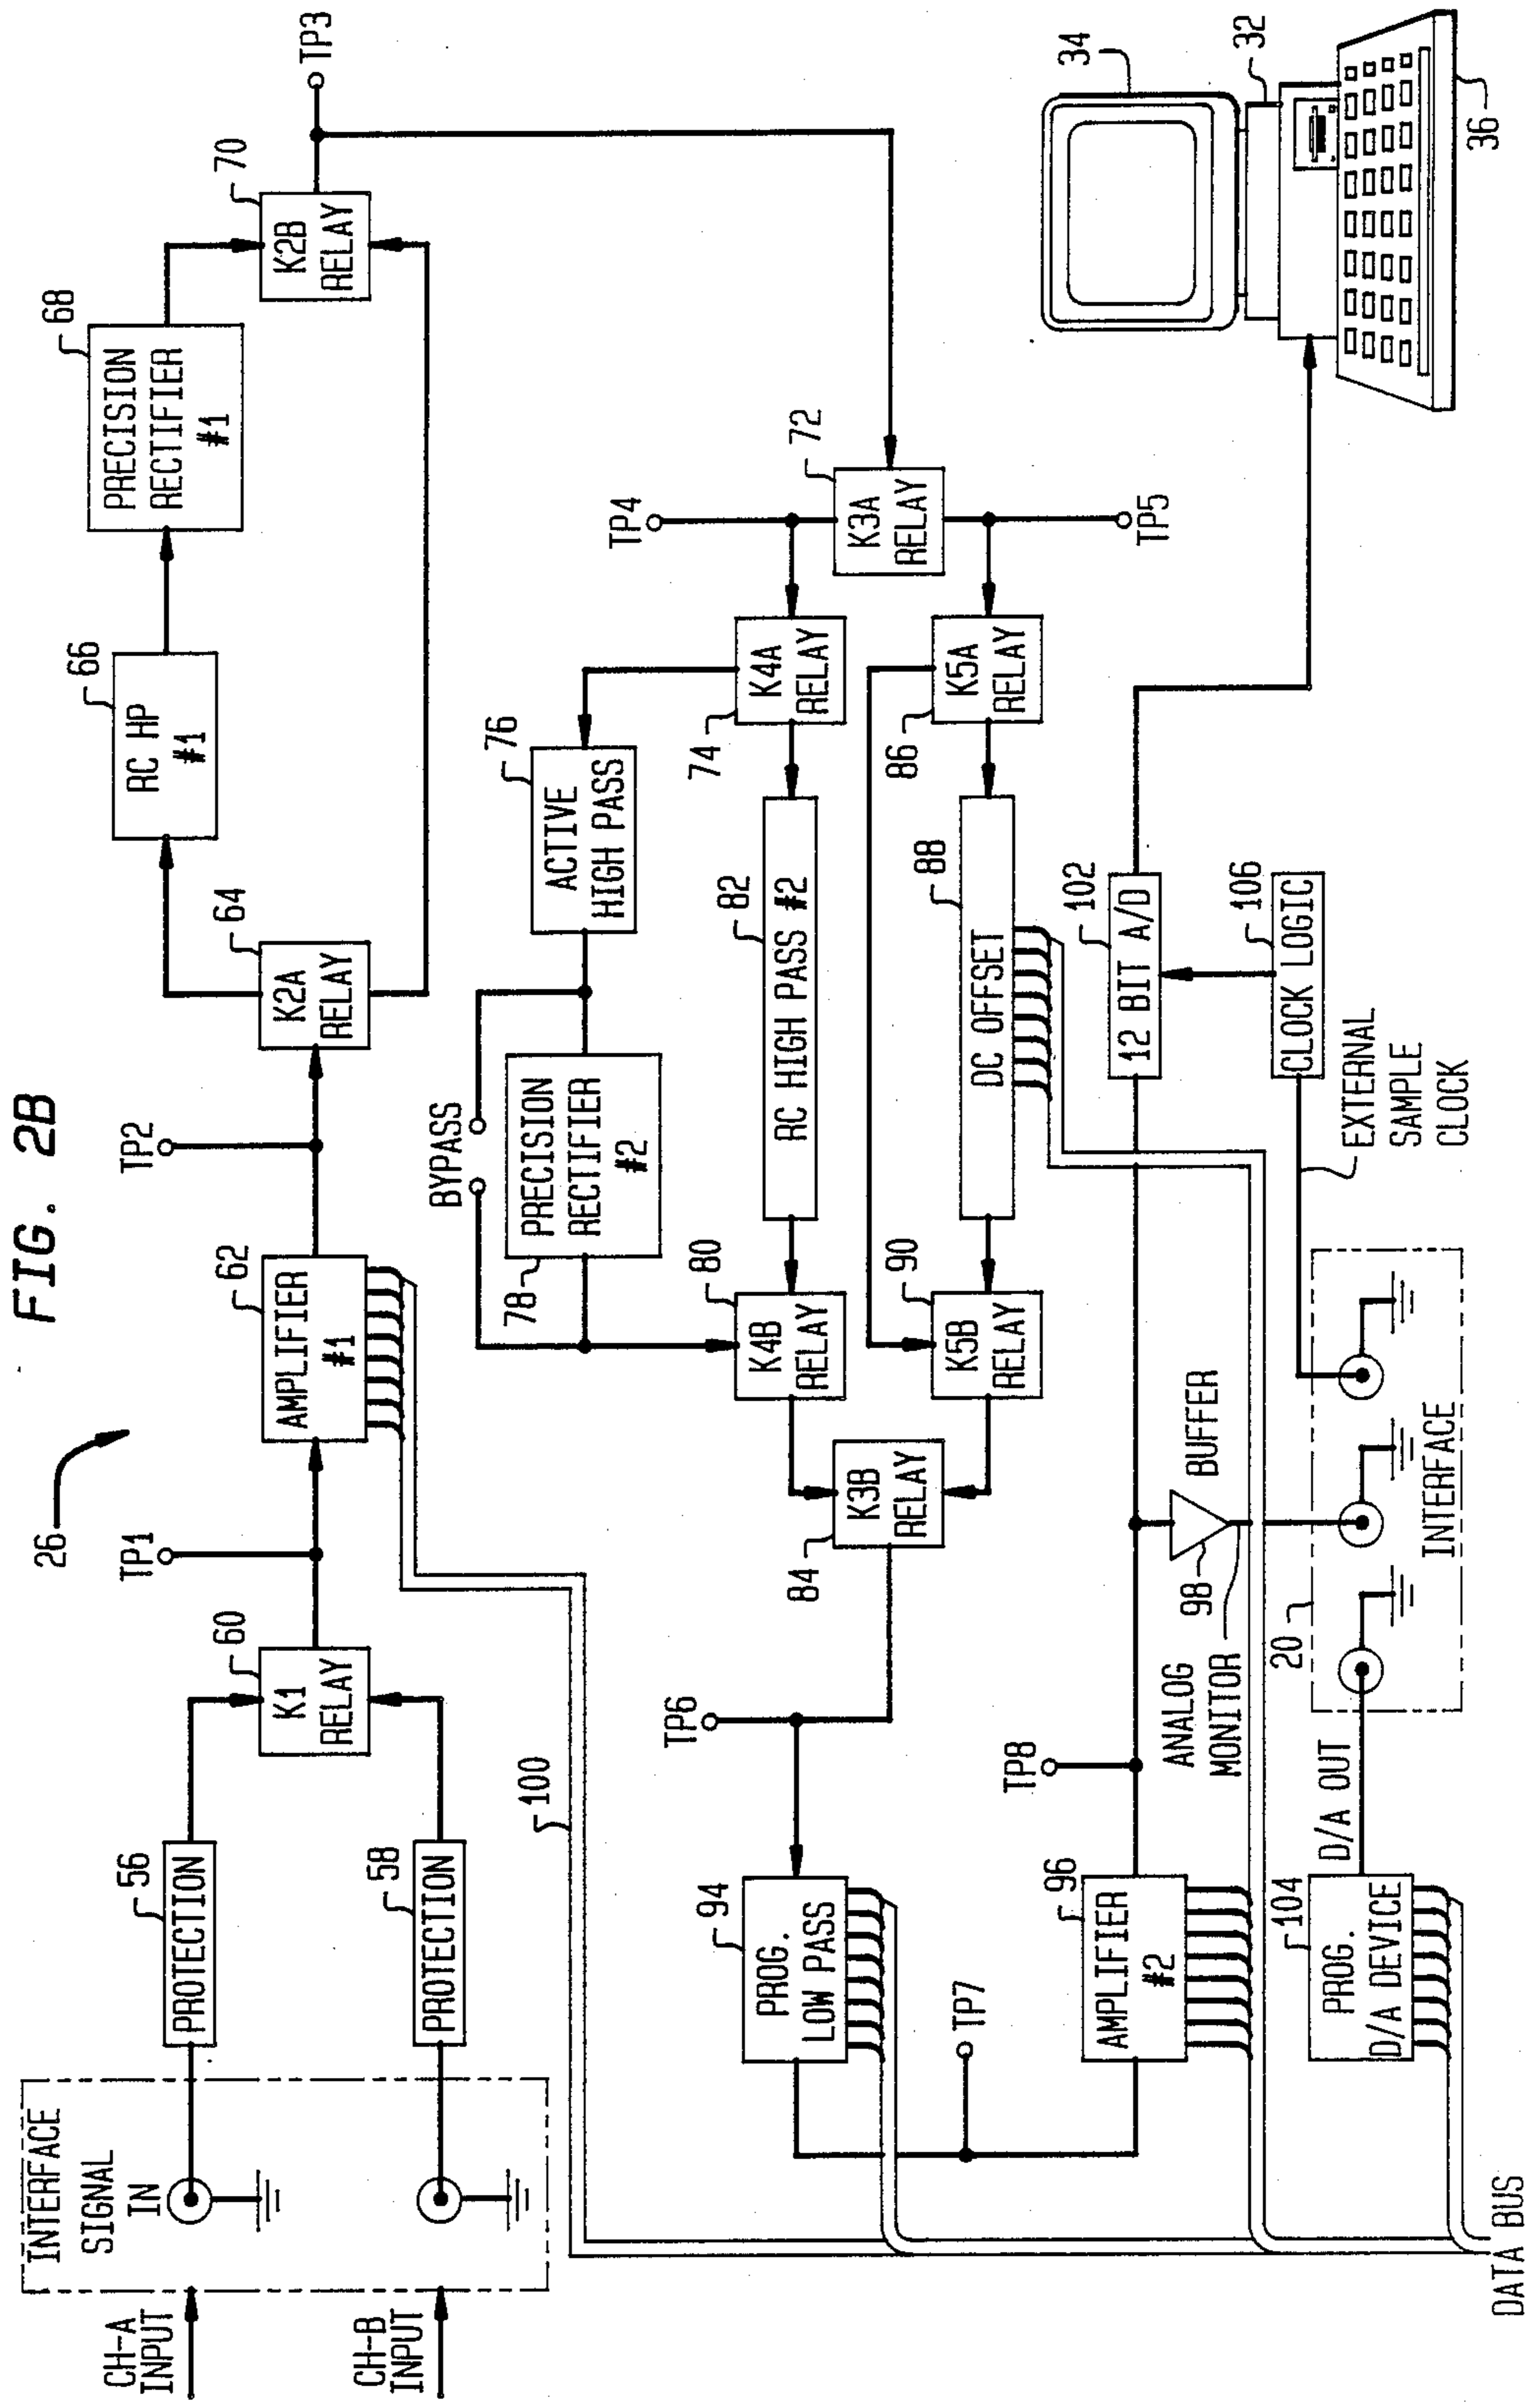 FIG. 2B
26
CH-A
INPUT
CH-B
INPUT
INTERFACE
SIGNAL
IN
56
PROTECTION
58
PROTECTION
60
K1
RELAY
TP1
62
AMPLIFIER
#1
TP2
64
K2A
RELAY
66
RC HP
#1
68
PRECISION
RECTIFIER
#1
70
K2B
RELAY
TP3
100
BYPASS
78
PRECISION
RECTIFIER
#2
76
ACTIVE
HIGH PASS
TP4
72
K3A
RELAY
TP5
74
K4A
RELAY
82
RC HIGH PASS #2
80
K4B
RELAY
86
K5A
RELAY
88
DC OFFSET
90
K5B
RELAY
84
K3B
RELAY
TP6
94
PROG.
LOW PASS
TP7
96
AMPLIFIER
#2
TP8
98
BUFFER
ANALOG
MONITOR
102
12 BIT A/D
106
CLOCK LOGIC
EXTERNAL
SAMPLE
CLOCK
20
INTERFACE
104
PROG.
D/A DEVICE
D/A OUT
DATA BUS
34
32
36